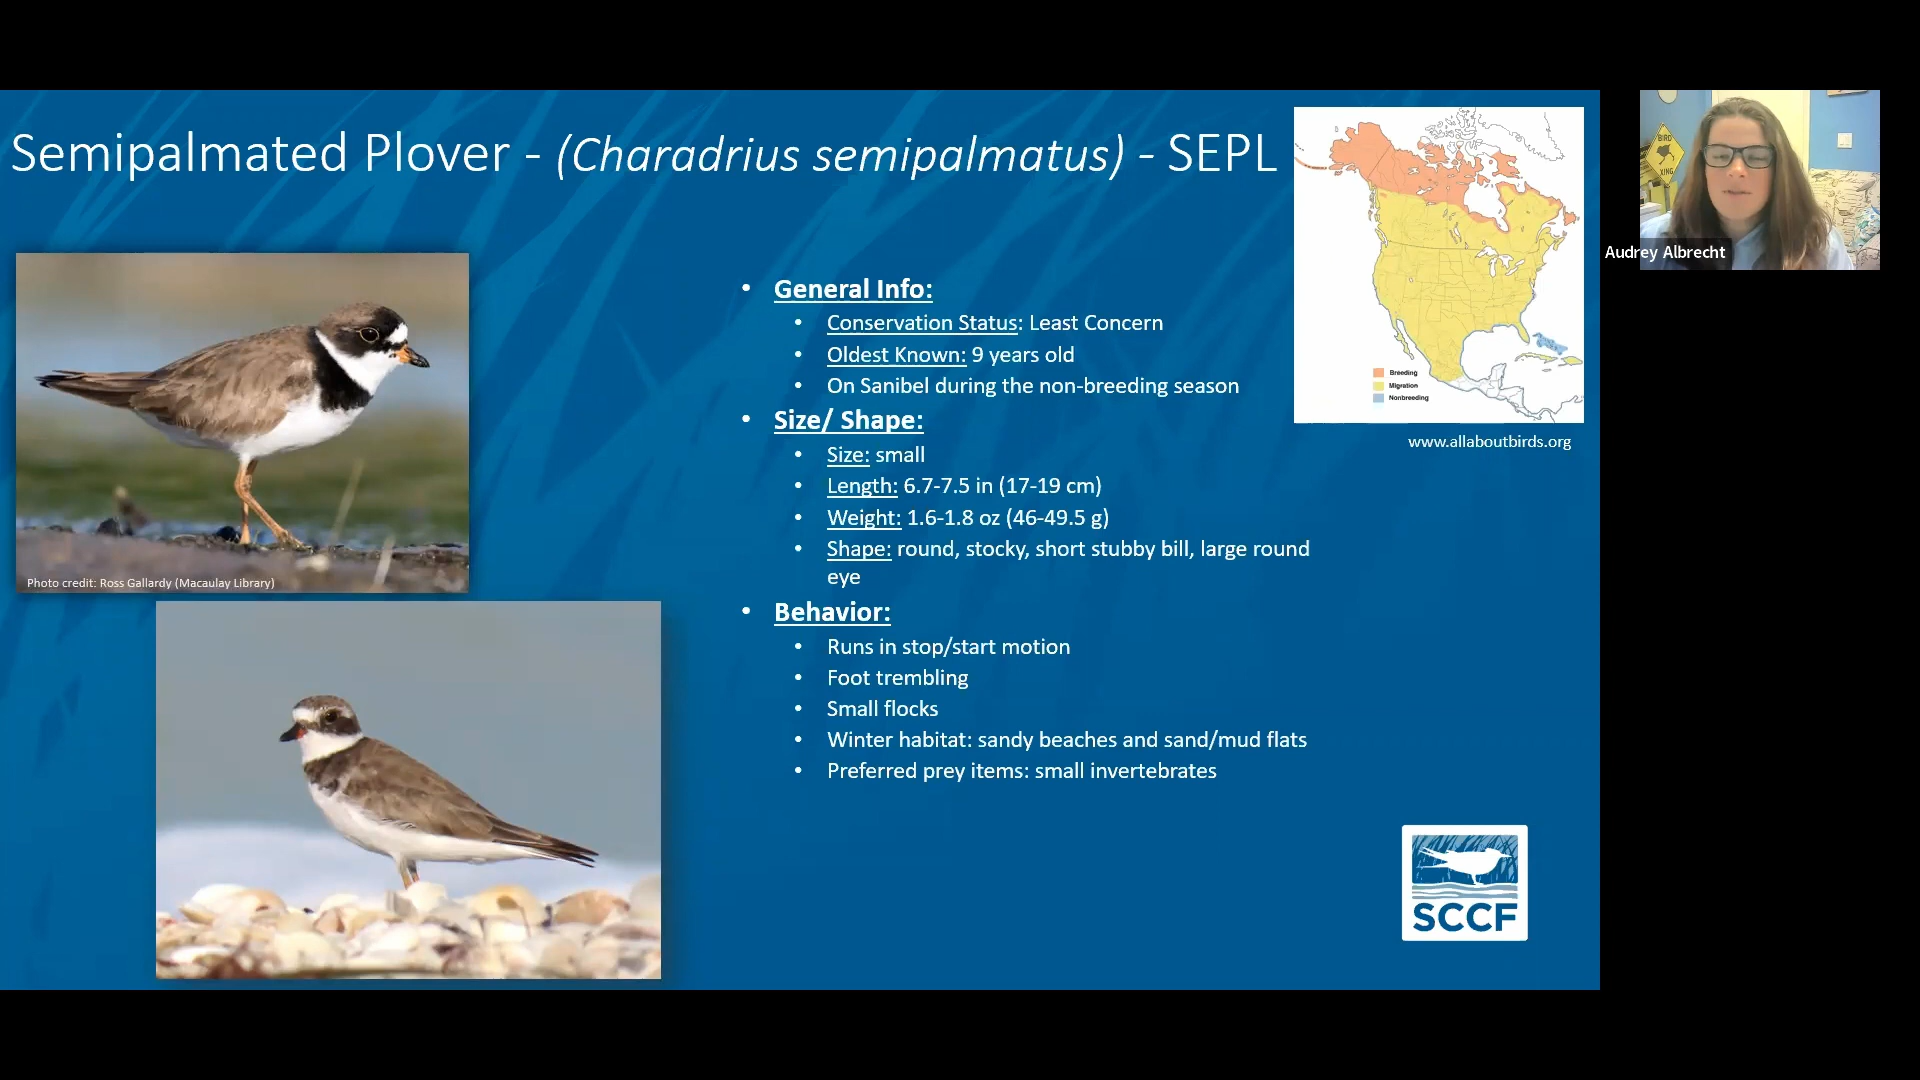 Semipalmated Plover - (Charadrius semipalmatus) - SEPL
Breeding
Migration
Nonbreeding
www.allaboutbirds.org
BIRD
XING
Audrey Albrecht
Photo credit: Ross Gallardy (Macaulay Library)
• General Info:
• Conservation Status: Least Concern
• Oldest Known: 9 years old
• On Sanibel during the non-breeding season
• Size/ Shape:
• Size: small
• Length: 6.7-7.5 in (17-19 cm)
• Weight: 1.6-1.8 oz (46-49.5 g)
• Shape: round, stocky, short stubby bill, large round
eye
• Behavior:
• Runs in stop/start motion
• Foot trembling
• Small flocks
• Winter habitat: sandy beaches and sand/mud flats
• Preferred prey items: small invertebrates
SCCF